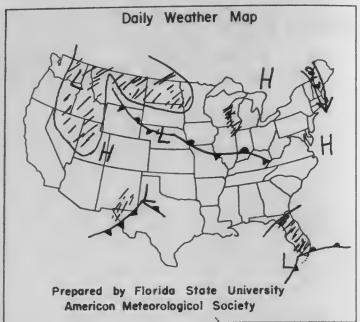 Daily Weather Map
H
L
H
L
H
L
L
Prepared by Florida State University
American Meteorological Society